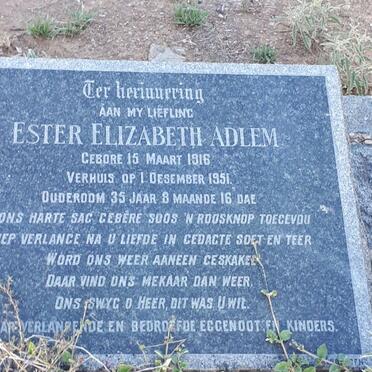 Ter herinnering
AAN MY LIEFLING
ESTER ELIZABETH ADLEM
GEBORE 15 MAART 1916
VERHUIS OP 1 DESEMBER 1951.
OUDERDOM 35 JAAR 8 MAANDE 16 DAE
ONS HARTE SAG GEBÊRE SOOS 'N ROOSKNOP TOEGEVOU
DIEP VERLANGE NA U LIEFDE IN GEDAGTE SOET EN TEER
WORD ONS WEER AANEEN GESKAKEL
DAAR VIND ONS MEKAAR DAN WEER,
ONS SWYG O HEER, DIT WAS U WIL.
VERLANGENDE EN BEDROEFDE EGGENOOT EN KINDERS.